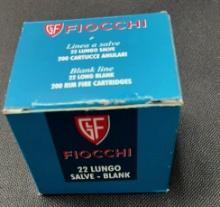 GF
FIOCCHI
Linea a salve
22 LUNGO SALVE
200 CARTUCCE ANULARI
Blank line
22 LONG BLANK
200 RIM FIRE CARTRIDGES
GF
FIOCCHI
22 LUNGO
SALVE - BLANK